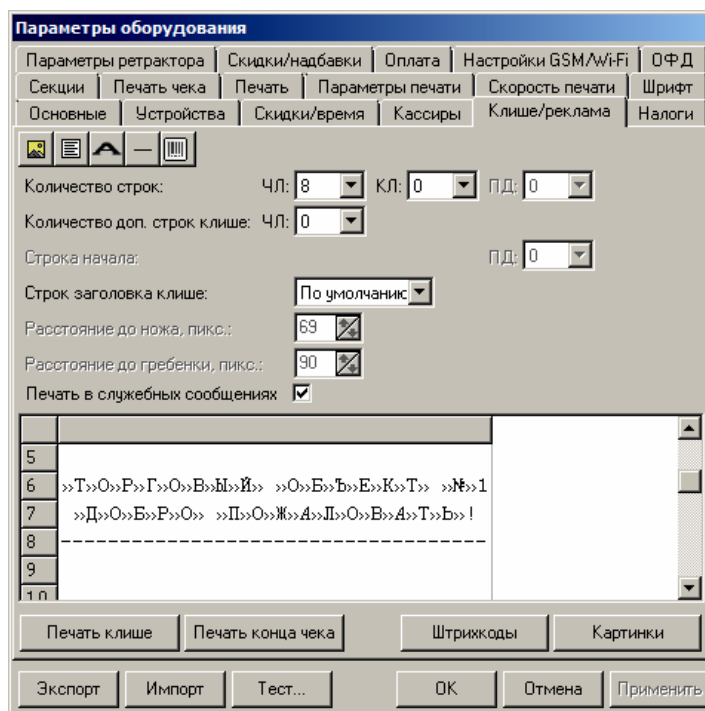 Параметры оборудования
Параметры ретрактора Скидки/надбавки Оплата Настройки GSM/Wi-Fi ОФД
Секции Печать чека Печать Параметры печати Скорость печати Шрифт
Основные Устройства Скидки/время Кассиры Клише/реклама Налоги
Количество строк: ЧЛ: 8 КЛ: 0 ПД: 0
Количество доп. строк клише: ЧЛ: 0
Строка начала: ПД: 0
Строк заголовка клише: По умолчанию
Расстояние до ножа, пикс.: 69
Расстояние до гребенки, пикс.: 90
Печать в служебных сообщениях
5
6 »Т»О»Р»Г»О»В»Ы»Й» »О»Б»Ъ»Е»К»Т» »№»1
7 »Д»О»Б»Р»О» »П»О»Ж»А»Л»О»В»А»Т»Ь»!
8 ------------------------------------
9
10
Печать клише Печать конца чека Штрихкоды Картинки
Экспорт Импорт Тест... ОК Отмена Применить